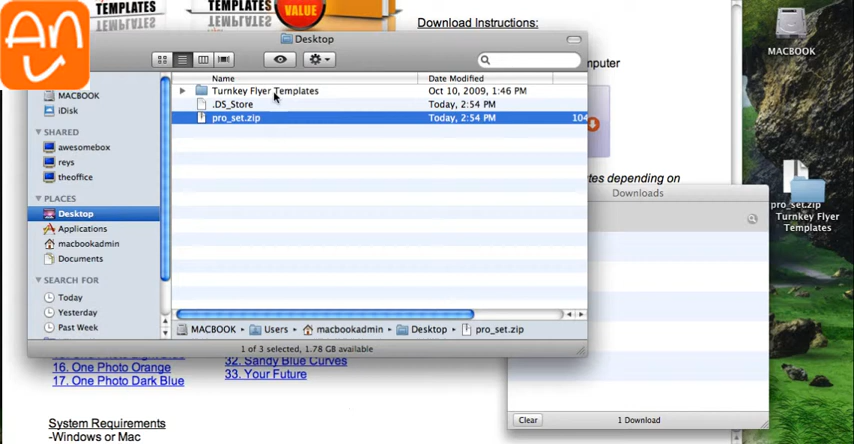 TEMPLATES
TEMPLATES
VALUE
Download Instructions:
MACBOOK
Desktop
Name
Date Modified
Turnkey Flyer Templates
Oct 10, 2009, 1:46 PM
.DS_Store
Today, 2:54 PM
pro_set.zip
Today, 2:54 PM
104
MACBOOK
iDisk
SHARED
awesomebox
reys
theoffice
PLACES
Desktop
Applications
macbookadmin
Documents
SEARCH FOR
Today
Yesterday
Past Week
MACBOOK
Users
macbookadmin
Desktop
pro_set.zip
1 of 3 selected, 1.78 GB available
mputer
tes depending on
Downloads
Clear
1 Download
pro_set.zip
Turnkey Flyer
Templates
16. One Photo Orange
17. One Photo Dark Blue
32. Sandy Blue Curves
33. Your Future
System Requirements
-Windows or Mac